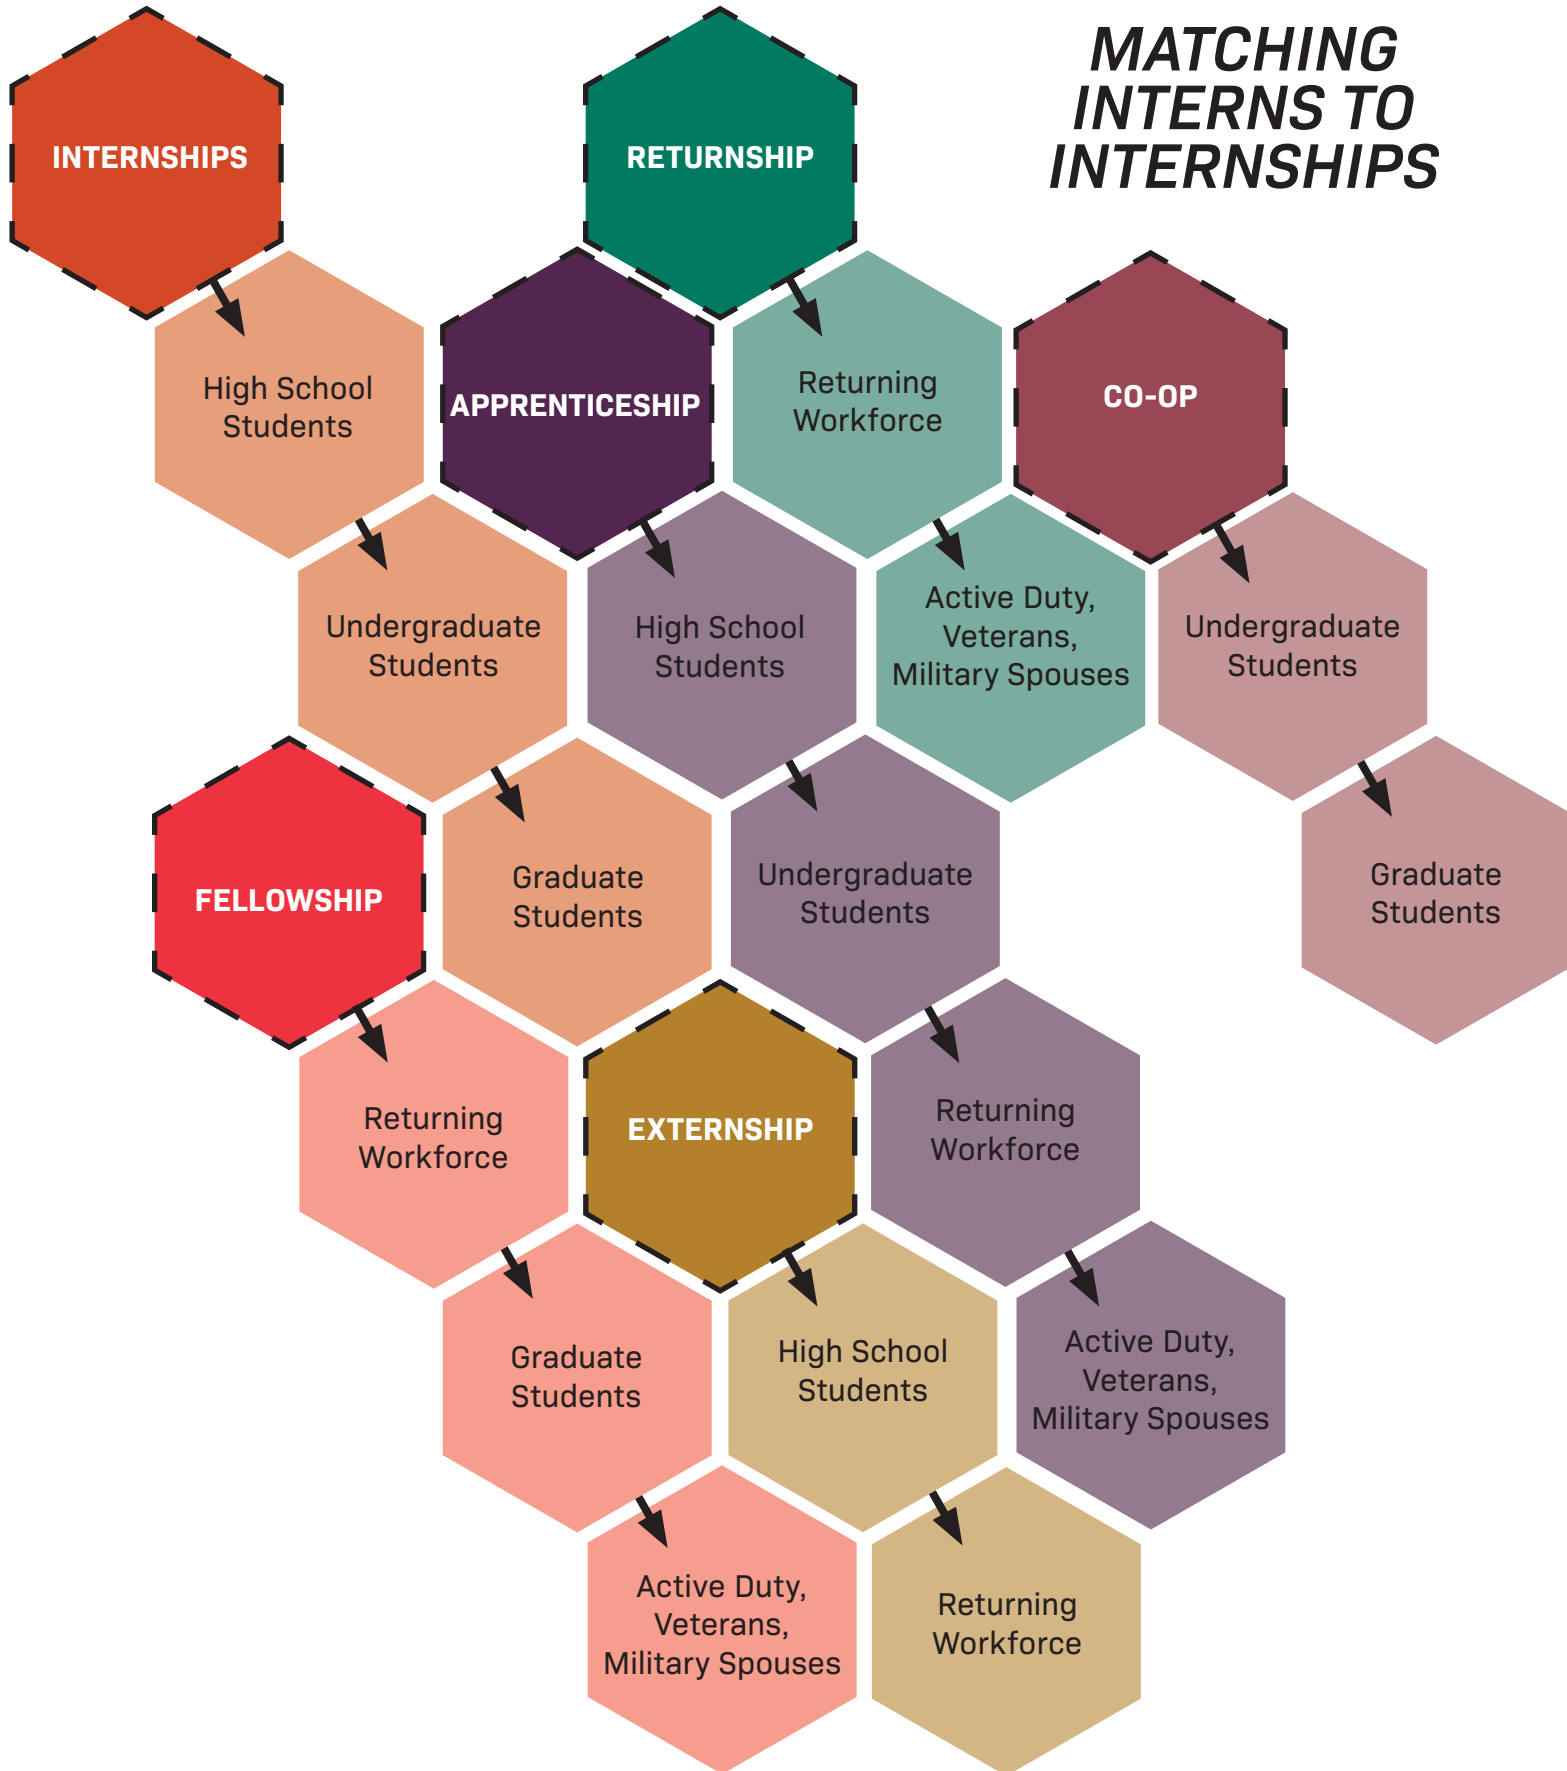 MATCHING
INTERNS TO
INTERNSHIPS
INTERNSHIPS
High School
Students
Undergraduate
Students
Graduate
Students
RETURNSHIP
Returning
Workforce
Active Duty,
Veterans,
Military Spouses
APPRENTICESHIP
High School
Students
Undergraduate
Students
Returning
Workforce
Active Duty,
Veterans,
Military Spouses
CO-OP
Undergraduate
Students
Graduate
Students
FELLOWSHIP
Returning
Workforce
Graduate
Students
Active Duty,
Veterans,
Military Spouses
EXTERNSHIP
High School
Students
Returning
Workforce